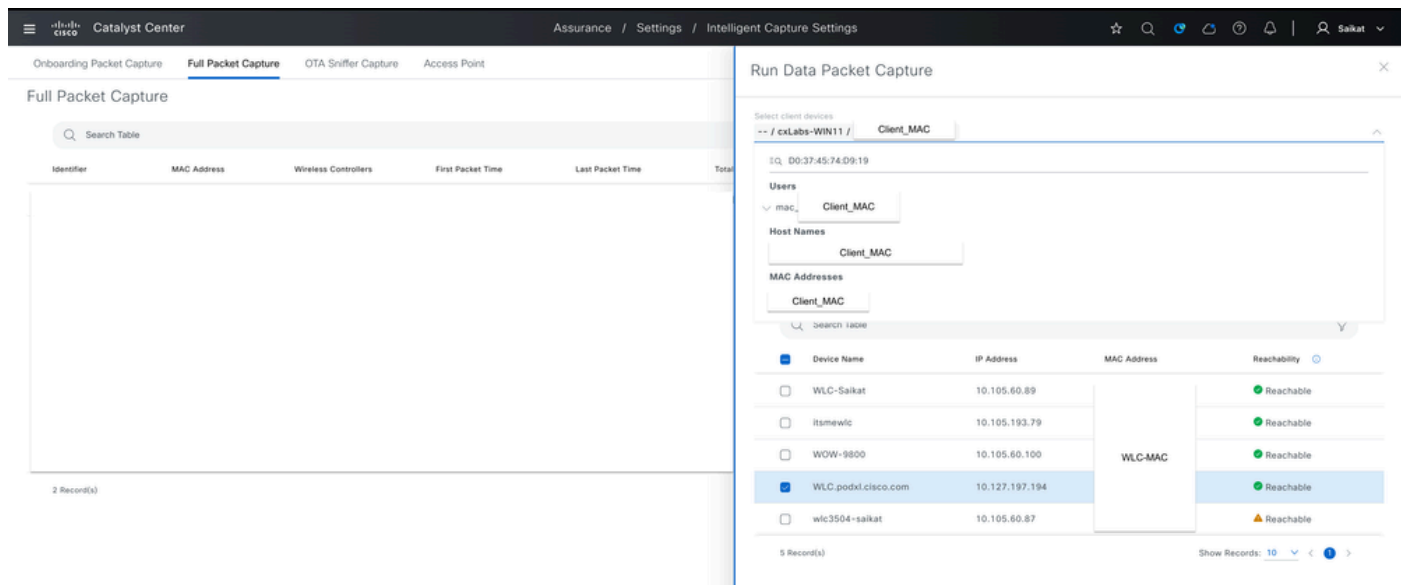 cisco Catalyst Center Assurance / Settings / Intelligent Capture Settings Saikat
Onboarding Packet Capture Full Packet Capture OTA Sniffer Capture Access Point
Full Packet Capture
Search Table
Identifier MAC Address Wireless Controllers First Packet Time Last Packet Time Total
2 Record(s)
Run Data Packet Capture
Select client devices
-- / cxLabs-WIN11 / Client_MAC
D0:37:45:74:D9:19
Users
mac_ Client_MAC
Host Names
Client_MAC
MAC Addresses
Client_MAC
Search Table
Device Name IP Address MAC Address Reachability
WLC-Saikat 10.105.60.89 Reachable
itsmewlc 10.105.193.79 Reachable
WOW-9800 10.105.60.100 WLC-MAC Reachable
WLC.podxl.cisco.com 10.127.197.194 Reachable
wlc3504-saikat 10.105.60.87 Reachable
5 Record(s) Show Records: 10 1